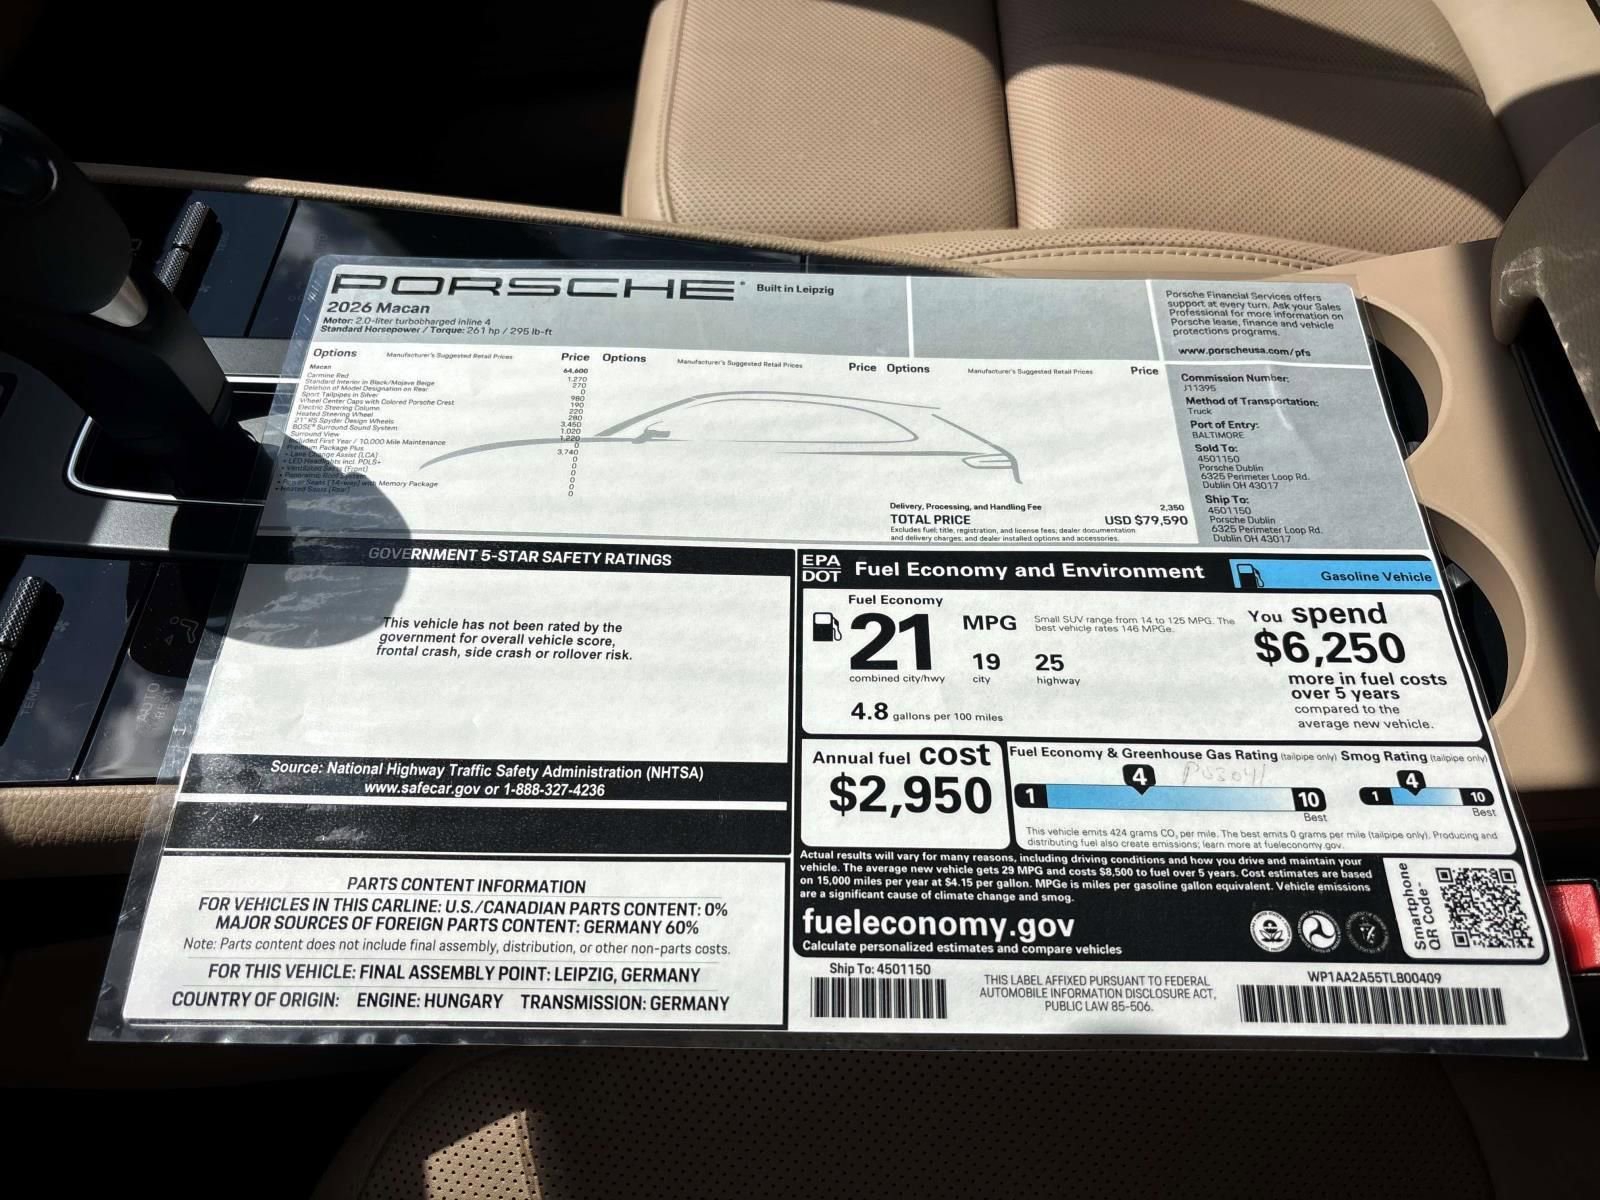 PORSCHE
Built in Leipzig
2026 Macan
Motor: 2.0-liter turbocharged inline 4
Standard Horsepower / Torque: 261 hp / 295 lb-ft
Porsche Financial Services offers
support at every turn. Ask your Sales
Professional for more information on
Porsche lease, finance and vehicle
protections programs.
www.porscheusa.com/pfs
Options Manufacturer's Suggested Retail Prices Price Options Manufacturer's Suggested Retail Prices Price Options Manufacturer's Suggested Retail Prices Price
Macan 64,600
Carmine Red 1,270
Standard Interior in Black/Mojave Beige 270
Deletion of Model Designation on Rear 0
Sport Tailpipes in Silver 980
Wheel Center Caps with Colored Porsche Crest 190
Electric Steering Column 220
Heated Steering Wheel 280
21" RS Spyder Design Wheels 3,450
BOSE® Surround Sound System 1,020
Surround View 1,220
Included First Year / 10,000 Mile Maintenance 0
Premium Package Plus 3,740
• Lane Change Assist (LCA) 0
• LED Headlights incl. PDLS+ 0
• Ventilated Seats (Front) 0
• Panoramic Roof System 0
• Power Seats (14-way) with Memory Package 0
• Heated Seats (Rear) 0
Delivery, Processing, and Handling Fee 2,350
TOTAL PRICE USD $79,590
Excludes fuel; title, registration, and license fees; dealer documentation
and delivery charges; and dealer installed options and accessories.
Commission Number:
J11395
Method of Transportation:
Truck
Port of Entry:
BALTIMORE
Sold To:
4501150
Porsche Dublin
6325 Perimeter Loop Rd.
Dublin OH 43017
Ship To:
4501150
Porsche Dublin
6325 Perimeter Loop Rd.
Dublin OH 43017
GOVERNMENT 5-STAR SAFETY RATINGS
This vehicle has not been rated by the
government for overall vehicle score,
frontal crash, side crash or rollover risk.
Source: National Highway Traffic Safety Administration (NHTSA)
www.safecar.gov or 1-888-327-4236
PARTS CONTENT INFORMATION
FOR VEHICLES IN THIS CARLINE: U.S./CANADIAN PARTS CONTENT: 0%
MAJOR SOURCES OF FOREIGN PARTS CONTENT: GERMANY 60%
Note: Parts content does not include final assembly, distribution, or other non-parts costs.
FOR THIS VEHICLE: FINAL ASSEMBLY POINT: LEIPZIG, GERMANY
COUNTRY OF ORIGIN: ENGINE: HUNGARY TRANSMISSION: GERMANY
EPA
DOT
Fuel Economy and Environment
Gasoline Vehicle
Fuel Economy
21 MPG
combined city/hwy
19 city
25 highway
Small SUV range from 14 to 125 MPG. The
best vehicle rates 146 MPGe.
4.8 gallons per 100 miles
You spend
$6,250
more in fuel costs
over 5 years
compared to the
average new vehicle.
Annual fuel cost
$2,950
Fuel Economy & Greenhouse Gas Rating (tailpipe only)
1 4 10
Best
Smog Rating (tailpipe only)
1 4 10
Best
This vehicle emits 424 grams CO2 per mile. The best emits 0 grams per mile (tailpipe only). Producing and
distributing fuel also create emissions; learn more at fueleconomy.gov.
Actual results will vary for many reasons, including driving conditions and how you drive and maintain your
vehicle. The average new vehicle gets 29 MPG and costs $8,500 to fuel over 5 years. Cost estimates are based
on 15,000 miles per year at $4.15 per gallon. MPGe is miles per gasoline gallon equivalent. Vehicle emissions
are a significant cause of climate change and smog.
fueleconomy.gov
Calculate personalized estimates and compare vehicles
Smartphone
QR Code™
Ship To: 4501150
THIS LABEL AFFIXED PURSUANT TO FEDERAL
AUTOMOBILE INFORMATION DISCLOSURE ACT,
PUBLIC LAW 85-506.
WP1AA2A55TLB00409
TEMP
AUTO
REST